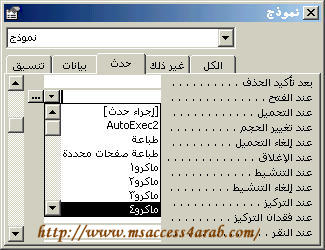 نموذج
نموذج
تنسيق بيانات حدث غير ذلك الكل
بعد تأكيد الحذف
عند الفتح
عند التحميل
عند تغيير الحجم
عند إلغاء التحميل
عند الإغلاق
عند التنشيط
عند إلغاء التنشيط
عند التركيز
عند فقدان التركيز
عند النقر
...
[إجراء حدث]
AutoExec2
طباعة
طباعة صفحات محددة
ماكرو١
ماكرو٢
ماكرو٣
ماكرو٤
http://www.msaccess4arab.com/